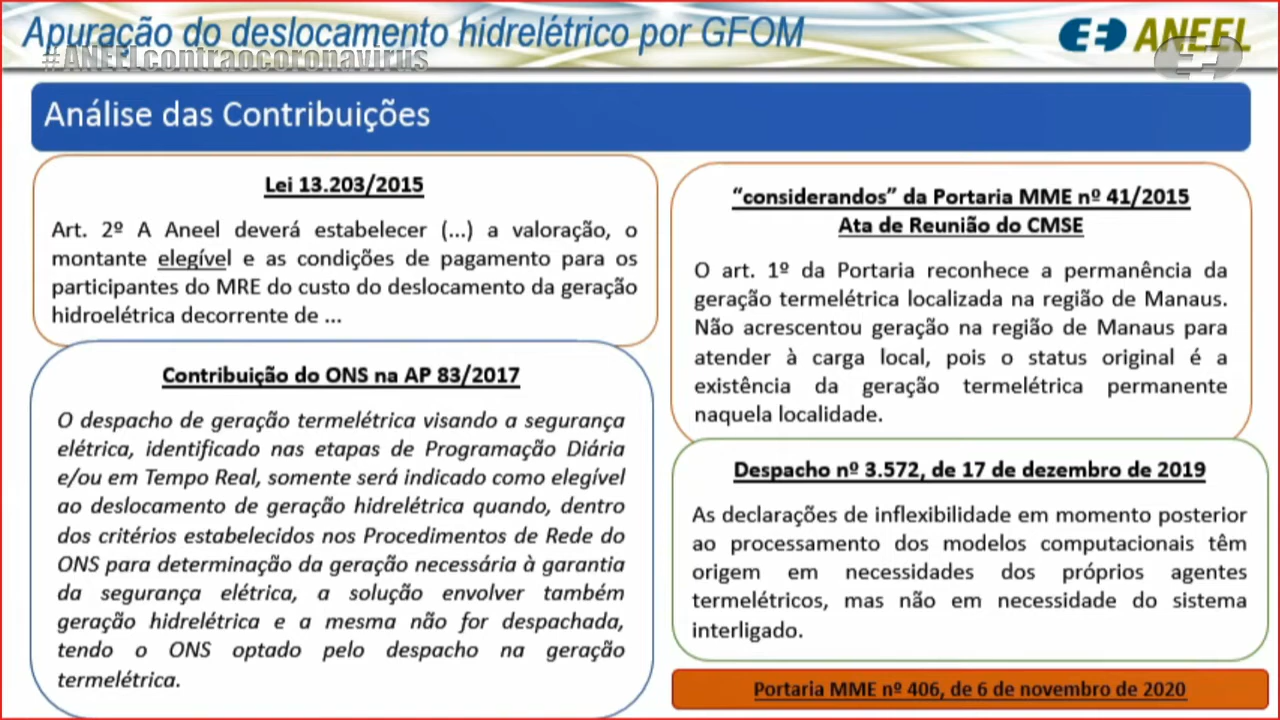 Apuração do deslocamento hidrelétrico por GFOM
#ANEELcontraocoronavirus
ANEEL
Análise das Contribuições
Lei 13.203/2015
Art. 2º A Aneel deverá estabelecer (...) a valoração, o
montante elegível e as condições de pagamento para os
participantes do MRE do custo do deslocamento da geração
hidroelétrica decorrente de ...
Contribuição do ONS na AP 83/2017
O despacho de geração termelétrica visando a segurança
elétrica, identificado nas etapas de Programação Diária
e/ou em Tempo Real, somente será indicado como elegível
ao deslocamento de geração hidrelétrica quando, dentro
dos critérios estabelecidos nos Procedimentos de Rede do
ONS para determinação da geração necessária à garantia
da segurança elétrica, a solução envolver também
geração hidrelétrica e a mesma não for despachada,
tendo o ONS optado pelo despacho na geração
termelétrica.
“considerandos” da Portaria MME nº 41/2015
Ata de Reunião do CMSE
O art. 1º da Portaria reconhece a permanência da
geração termelétrica localizada na região de Manaus.
Não acrescentou geração na região de Manaus para
atender à carga local, pois o status original é a
existência da geração termelétrica permanente
naquela localidade.
Despacho nº 3.572, de 17 de dezembro de 2019
As declarações de inflexibilidade em momento posterior
ao processamento dos modelos computacionais têm
origem em necessidades dos próprios agentes
termelétricos, mas não em necessidade do sistema
interligado.
Portaria MME nº 406, de 6 de novembro de 2020